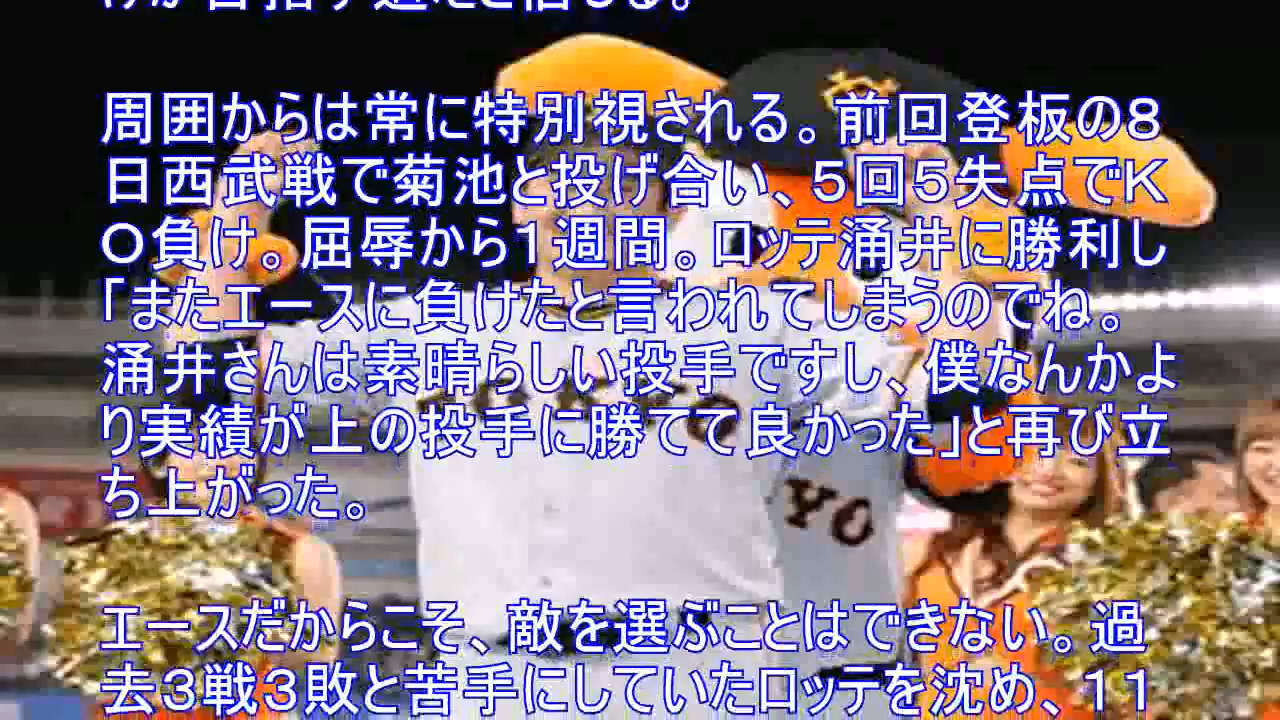 周囲からは常に特別視される。前回登板の８
日西武戦で菊池と投げ合い、５回５失点でＫ
Ｏ負け。屈辱から１週間。ロッテ涌井に勝利し
「またエースに負けたと言われてしまうのでね。
涌井さんは素晴らしい投手ですし、僕なんかよ
り実績が上の投手に勝てて良かった」と再び立
ち上がった。
YO
エースだからこそ、敵を選ぶことはできない。過
去３戦３敗と苦手にしていたロッテを沈め、１１